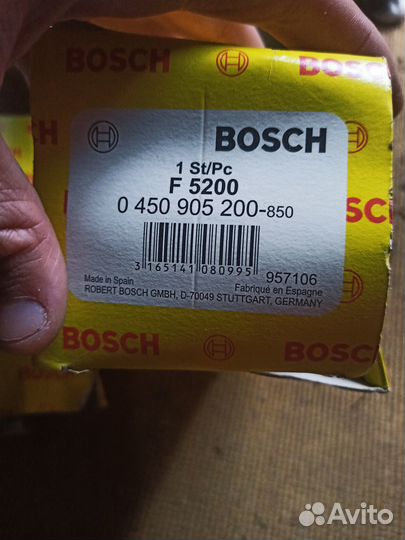 BOSCH
BOSCH
BOSCH
1 St/Pc
F 5200
0 450 905 200-850
3 165141 080995
957106
Made in Spain
Fabriqué en Espagne
ROBERT BOSCH GMBH, D-70049 STUTTGART, GERMANY
BOSCH
BOSCH
Avito